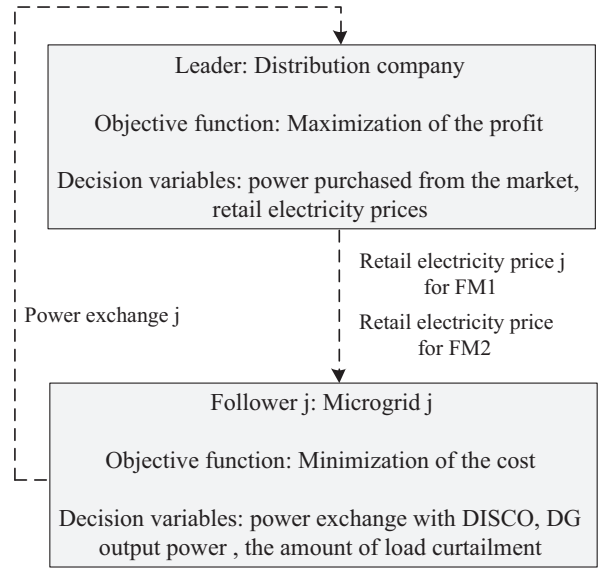 Leader: Distribution company
Objective function: Maximization of the profit
Decision variables: power purchased from the market,
retail electricity prices
Retail electricity price j
for FM1
Retail electricity price
for FM2
Power exchange j
Follower j: Microgrid j
Objective function: Minimization of the cost
Decision variables: power exchange with DISCO, DG
output power , the amount of load curtailment